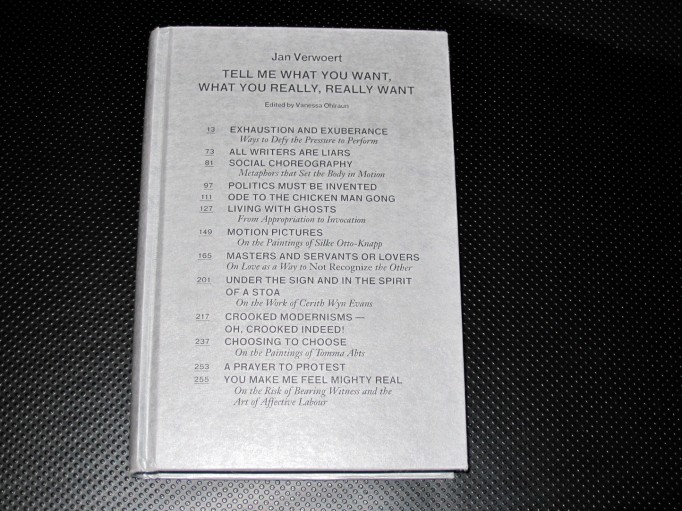 Jan Verwoert
TELL ME WHAT YOU WANT,
WHAT YOU REALLY, REALLY WANT
Edited by Vanessa Ohlraun
13 EXHAUSTION AND EXUBERANCE
Ways to Defy the Pressure to Perform
73 ALL WRITERS ARE LIARS
81 SOCIAL CHOREOGRAPHY
Metaphors that Set the Body in Motion
97 POLITICS MUST BE INVENTED
111 ODE TO THE CHICKEN MAN GONG
127 LIVING WITH GHOSTS
From Appropriation to Invocation
149 MOTION PICTURES
On the Paintings of Silke Otto-Knapp
165 MASTERS AND SERVANTS OR LOVERS
On Love as a Way to Not Recognize the Other
201 UNDER THE SIGN AND IN THE SPIRIT
OF A STOA
On the Work of Cerith Wyn Evans
217 CROOKED MODERNISMS —
OH, CROOKED INDEED!
237 CHOOSING TO CHOOSE
On the Paintings of Tomma Abts
253 A PRAYER TO PROTEST
255 YOU MAKE ME FEEL MIGHTY REAL
On the Risk of Bearing Witness and the
Art of Affective Labour